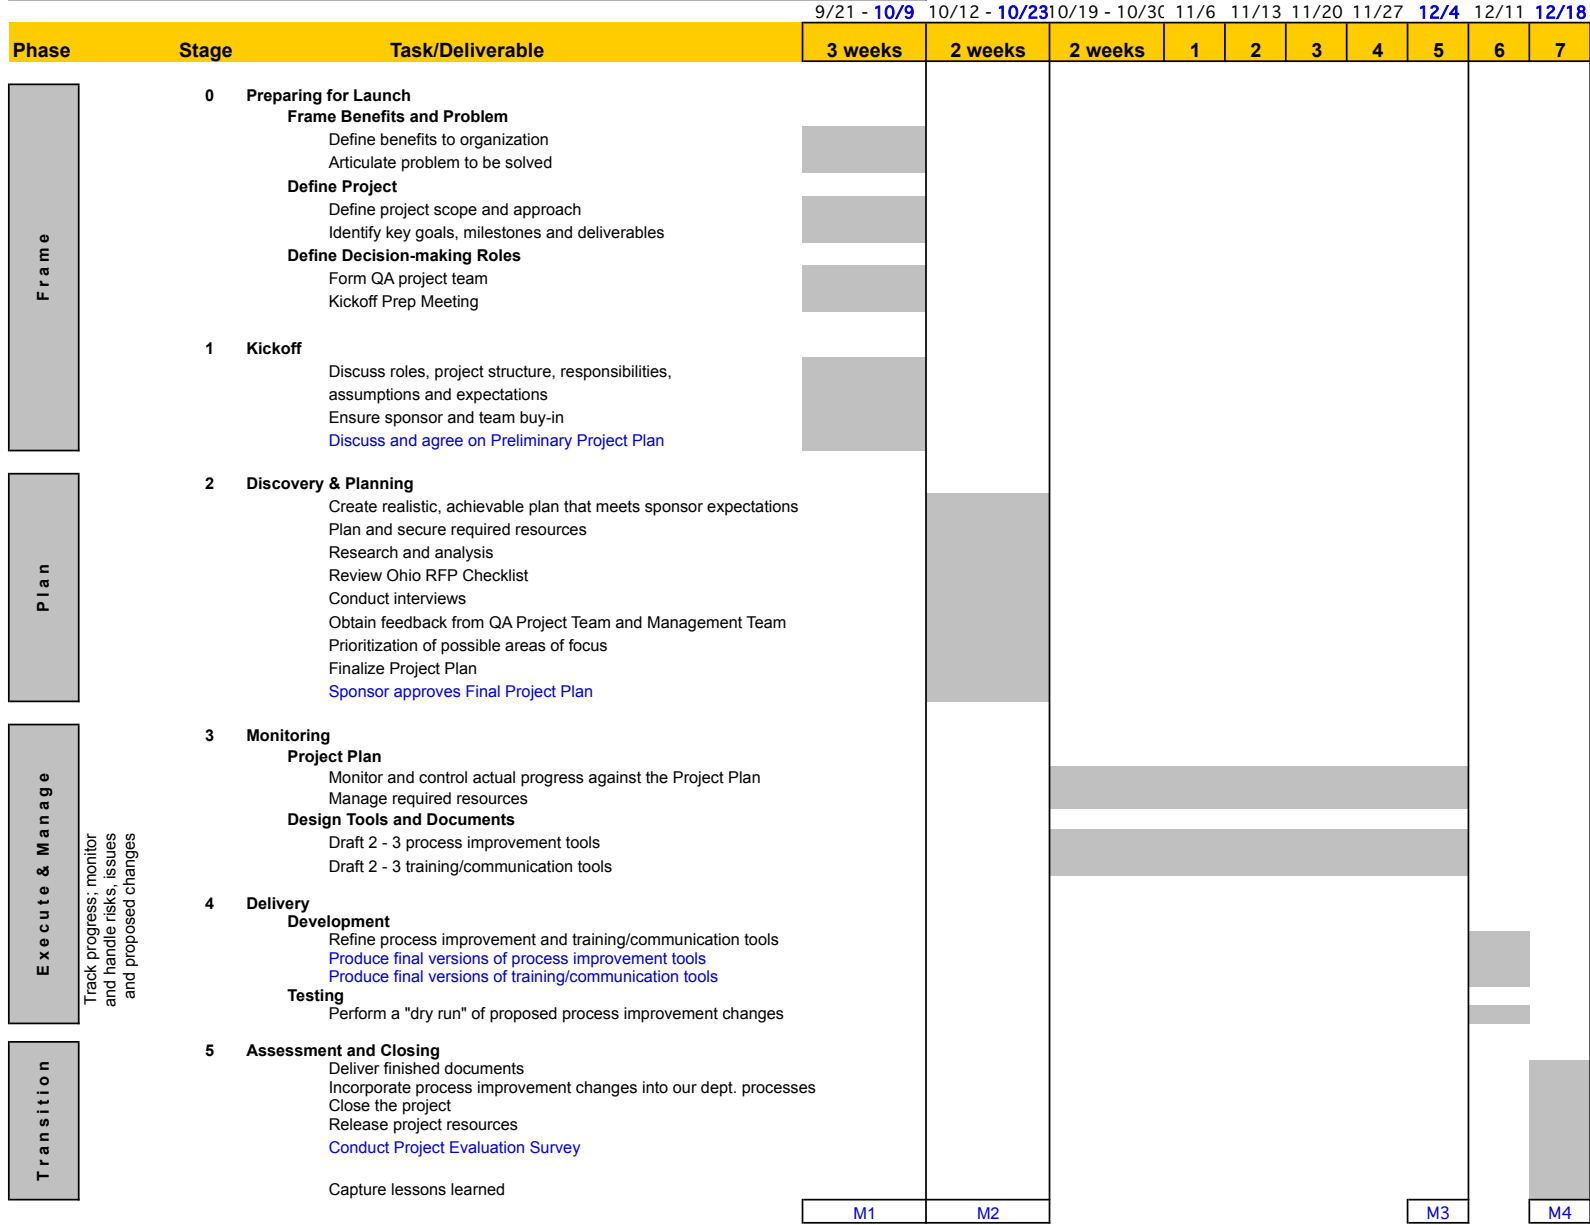 9/21 - 10/9 10/12 - 10/23 10/19 - 10/30 11/6 11/13 11/20 11/27 12/4 12/11 12/18
Phase Stage Task/Deliverable 3 weeks 2 weeks 2 weeks 1 2 3 4 5 6 7
Frame
0 Preparing for Launch
Frame Benefits and Problem
Define benefits to organization
Articulate problem to be solved
Define Project
Define project scope and approach
Identify key goals, milestones and deliverables
Define Decision-making Roles
Form QA project team
Kickoff Prep Meeting
1 Kickoff
Discuss roles, project structure, responsibilities,
assumptions and expectations
Ensure sponsor and team buy-in
Discuss and agree on Preliminary Project Plan
Plan
2 Discovery & Planning
Create realistic, achievable plan that meets sponsor expectations
Plan and secure required resources
Research and analysis
Review Ohio RFP Checklist
Conduct interviews
Obtain feedback from QA Project Team and Management Team
Prioritization of possible areas of focus
Finalize Project Plan
Sponsor approves Final Project Plan
Execute & Manage
Track progress; monitor
and handle risks, issues
and proposed changes
3 Monitoring
Project Plan
Monitor and control actual progress against the Project Plan
Manage required resources
Design Tools and Documents
Draft 2 - 3 process improvement tools
Draft 2 - 3 training/communication tools
4 Delivery
Development
Refine process improvement and training/communication tools
Produce final versions of process improvement tools
Produce final versions of training/communication tools
Testing
Perform a "dry run" of proposed process improvement changes
Transition
5 Assessment and Closing
Deliver finished documents
Incorporate process improvement changes into our dept. processes
Close the project
Release project resources
Conduct Project Evaluation Survey
Capture lessons learned
M1 M2 M3 M4